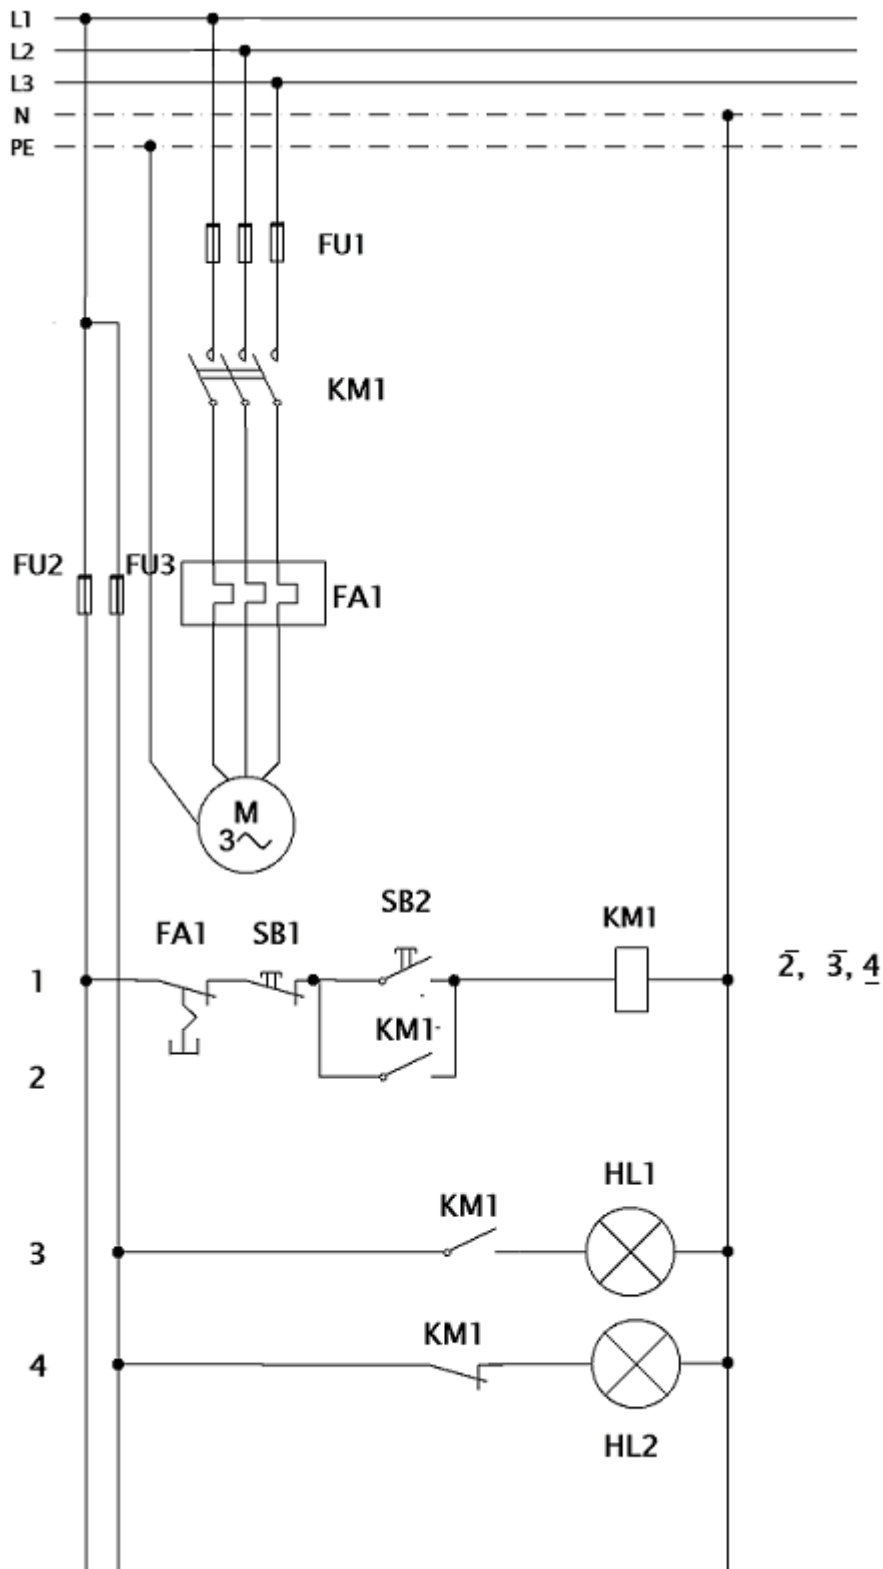 L1
L2
L3
N
PE
FU1
KM1
FU2 FU3
FA1
M
3
SB2
FA1 SB1 KM1
1 2̅, 3̅, 4̲
KM1
2
HL1
KM1
3
KM1
4
HL2